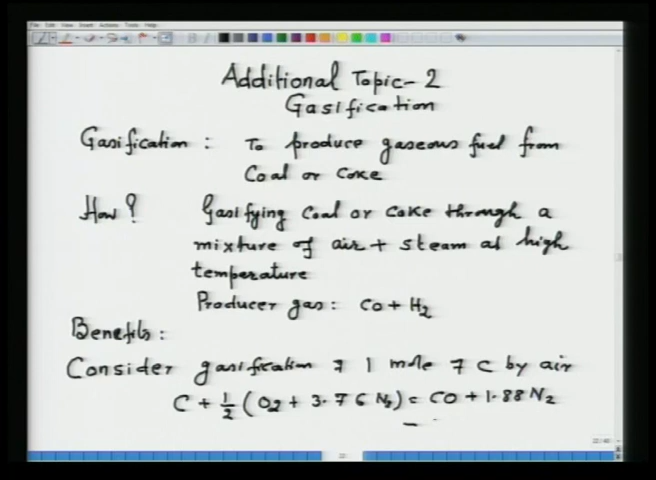 Additional Topic-2
Gasification
Gasification : To produce gaseous fuel from
Coal or Coke
How? Gasifying Coal or Coke through a
mixture of air + steam at high
temperature
Producer gas : CO + H2
Benefits :
Consider gasification of 1 mole of C by air
C + 1/2 (O2 + 3.76 N2) = CO + 1.88 N2